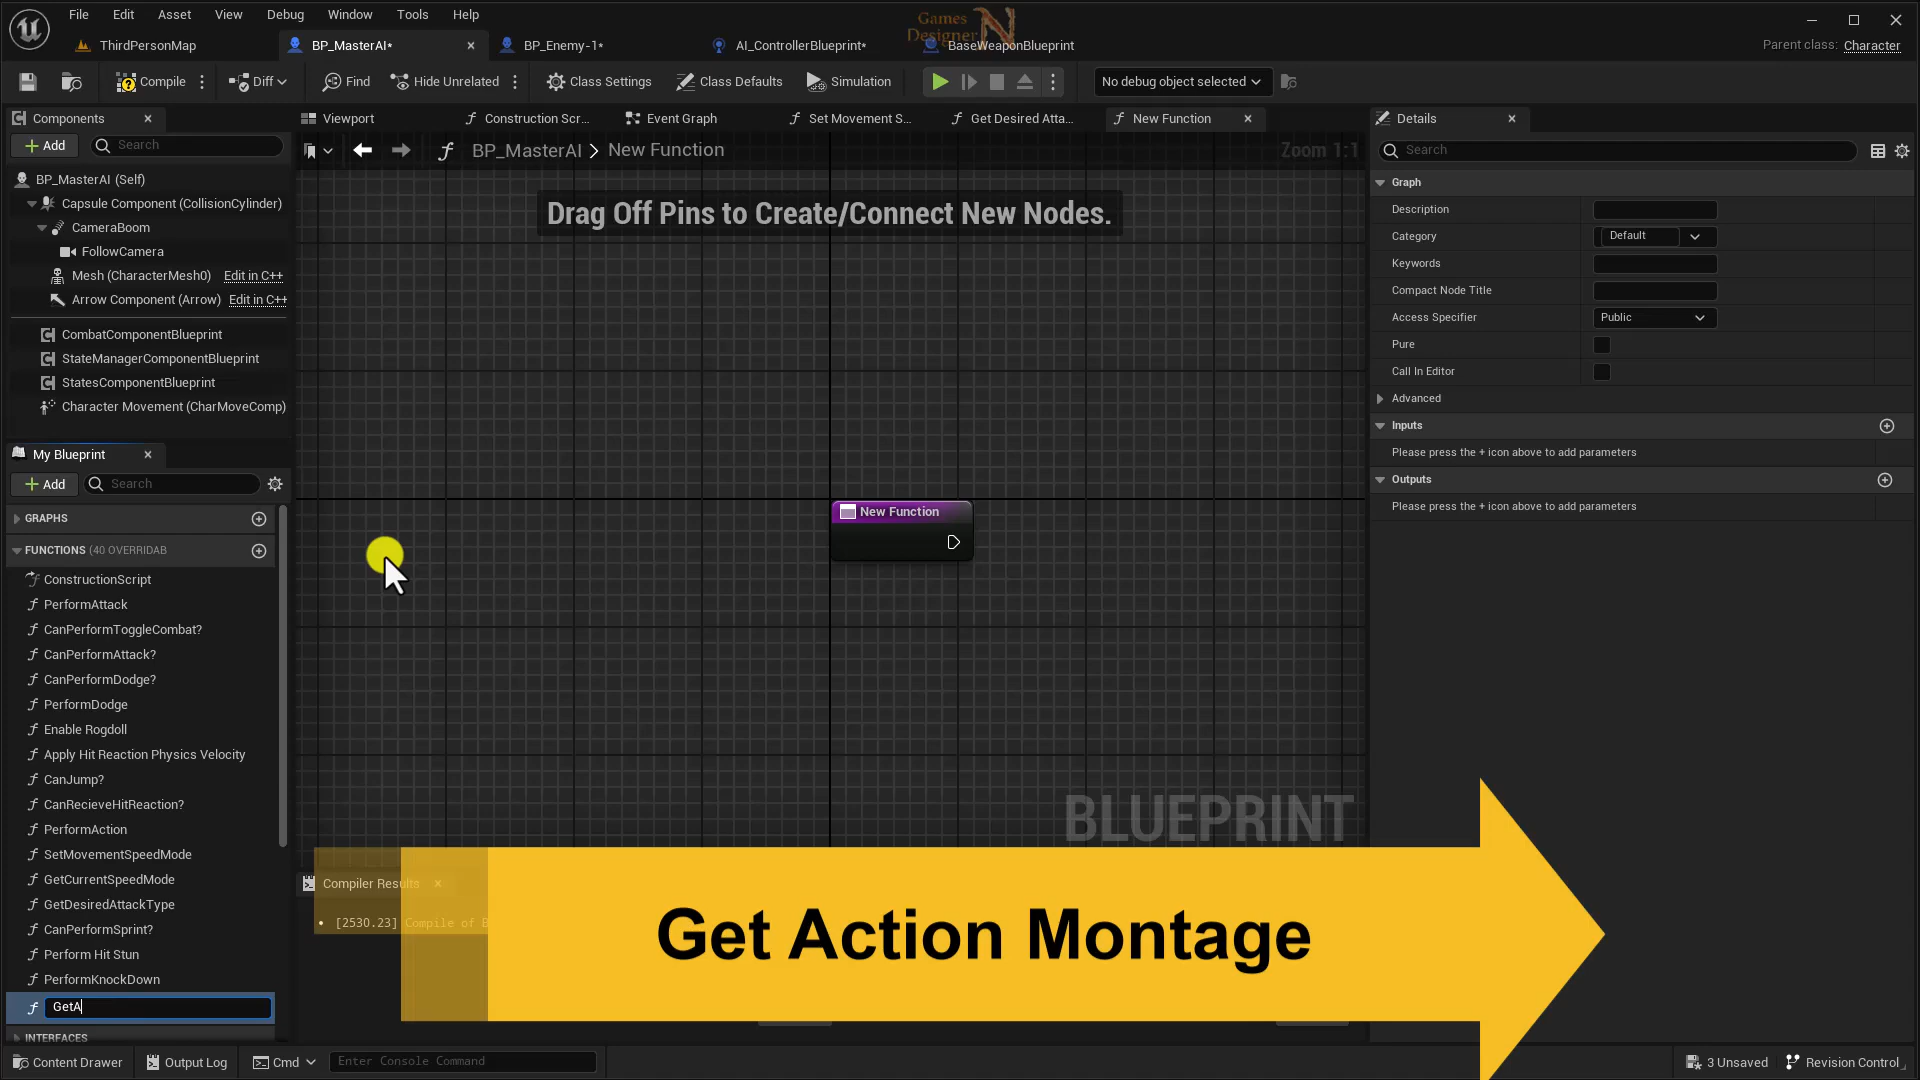 File Edit Asset View Debug Window Tools Help
Games Designer
ThirdPersonMap BP_MasterAI* BP_Enemy-1* AI_ControllerBlueprint* BaseWeaponBlueprint Parent class: Character
Compile Diff Find Hide Unrelated Class Settings Class Defaults Simulation No debug object selected
Components
Add Search
BP_MasterAI (Self)
Capsule Component (CollisionCylinder)
CameraBoom
FollowCamera
Mesh (CharacterMesh0) Edit in C++
Arrow Component (Arrow) Edit in C++
CombatComponentBlueprint
StateManagerComponentBlueprint
StatesComponentBlueprint
Character Movement (CharMoveComp)
My Blueprint
Add Search
GRAPHS
FUNCTIONS (40 OVERRIDAB
ConstructionScript
PerformAttack
CanPerformToggleCombat?
CanPerformAttack?
CanPerformDodge?
PerformDodge
Enable Rogdoll
Apply Hit Reaction Physics Velocity
CanJump?
CanRecieveHitReaction?
PerformAction
SetMovementSpeedMode
GetCurrentSpeedMode
GetDesiredAttackType
CanPerformSprint?
Perform Hit Stun
PerformKnockDown
GetA
INTERFACES
Viewport Construction Scr... Event Graph Set Movement S... Get Desired Atta... New Function
BP_MasterAI > New Function Zoom 1:1
Drag Off Pins to Create/Connect New Nodes.
New Function
BLUEPRINT
Compiler Results
[2530.23] Compile of B
Get Action Montage
Details
Search
Graph
Description
Category Default
Keywords
Compact Node Title
Access Specifier Public
Pure
Call In Editor
Advanced
Inputs
Please press the + icon above to add parameters
Outputs
Please press the + icon above to add parameters
Content Drawer Output Log Cmd Enter Console Command 3 Unsaved Revision Control